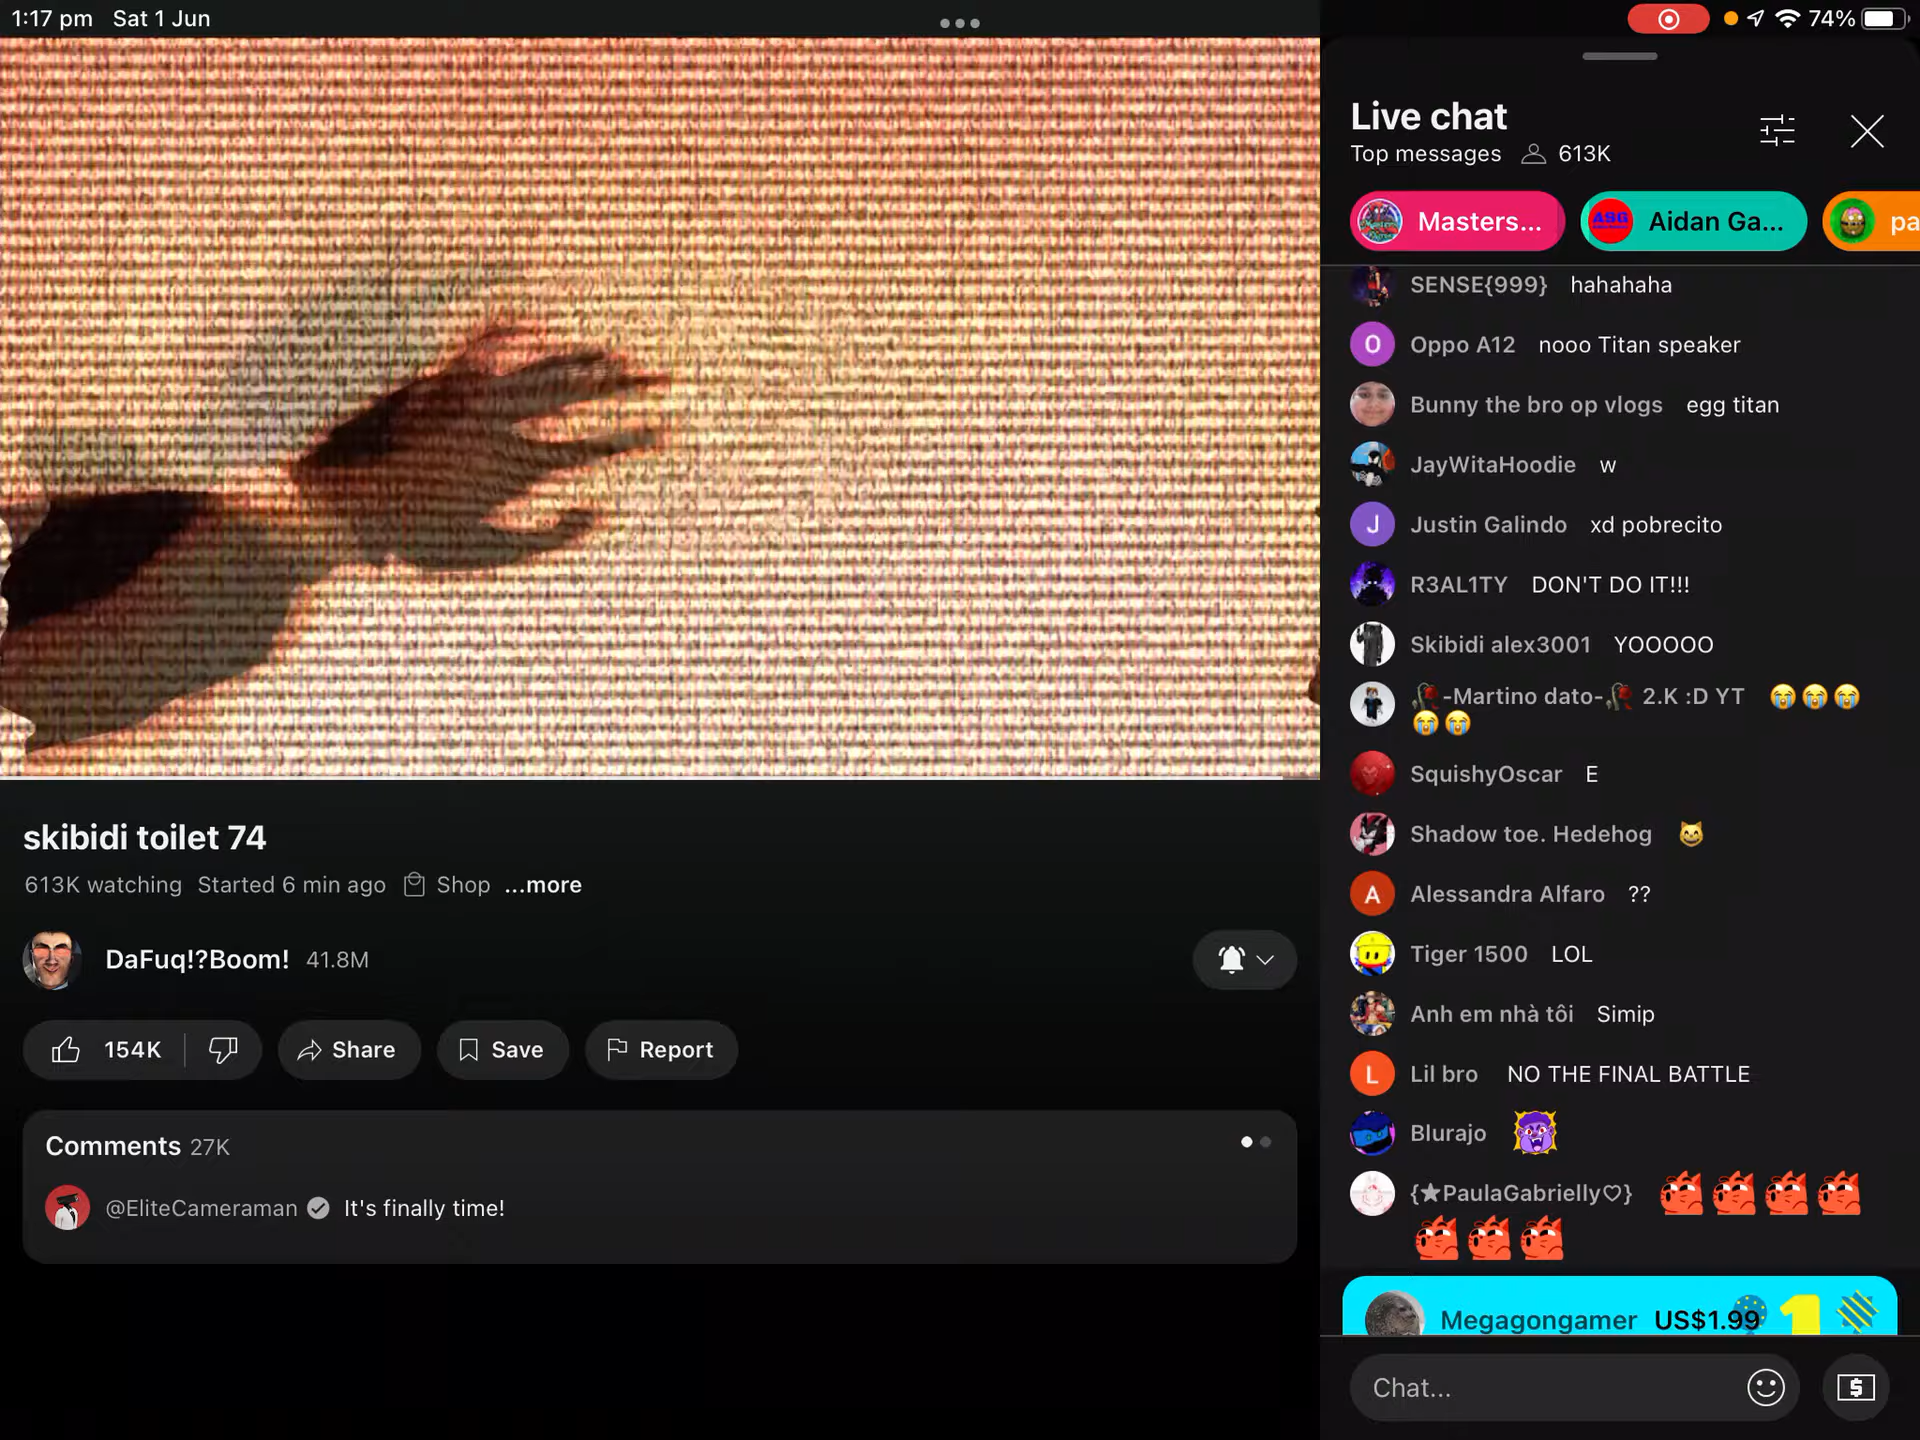 1:17 pm Sat 1 Jun
74%
skibidi toilet 74
613K watching Started 6 min ago Shop ...more
DaFuq!?Boom! 41.8M
154K Share Save Report
Comments 27K
@EliteCameraman It's finally time!
Live chat
Top messages 613K
Masters... ASG Aidan Ga... pa
SENSE{999} hahahaha
O Oppo A12 nooo Titan speaker
Bunny the bro op vlogs egg titan
JayWitaHoodie w
J Justin Galindo xd pobrecito
R3AL1TY DON'T DO IT!!!
Skibidi alex3001 YOOOOO
🥀-Martino dato-🥀 2.K :D YT 😭😭😭
😭😭
SquishyOscar E
Shadow toe. Hedehog 😺
A Alessandra Alfaro ??
Tiger 1500 LOL
Anh em nhà tôi Simip
L Lil bro NO THE FINAL BATTLE
Blurajo
{★PaulaGabrielly♡}
Megagongamer US$1.99 1
Chat...